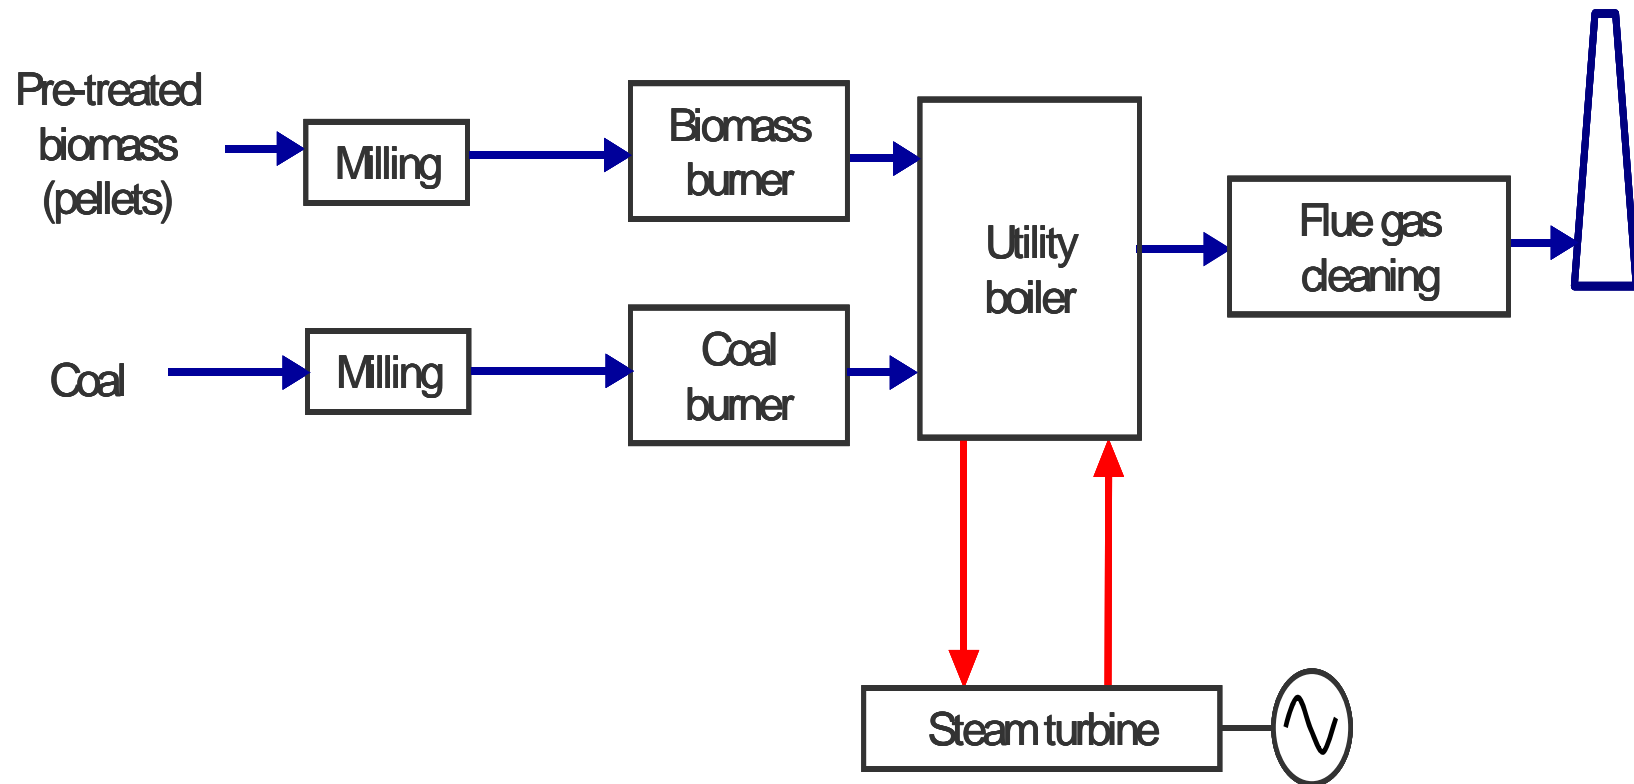 Pre-treated
biomass
(pellets)
Milling
Biomass
burner
Utility
boiler
Flue gas
cleaning
Coal
Milling
Coal
burner
Steam turbine